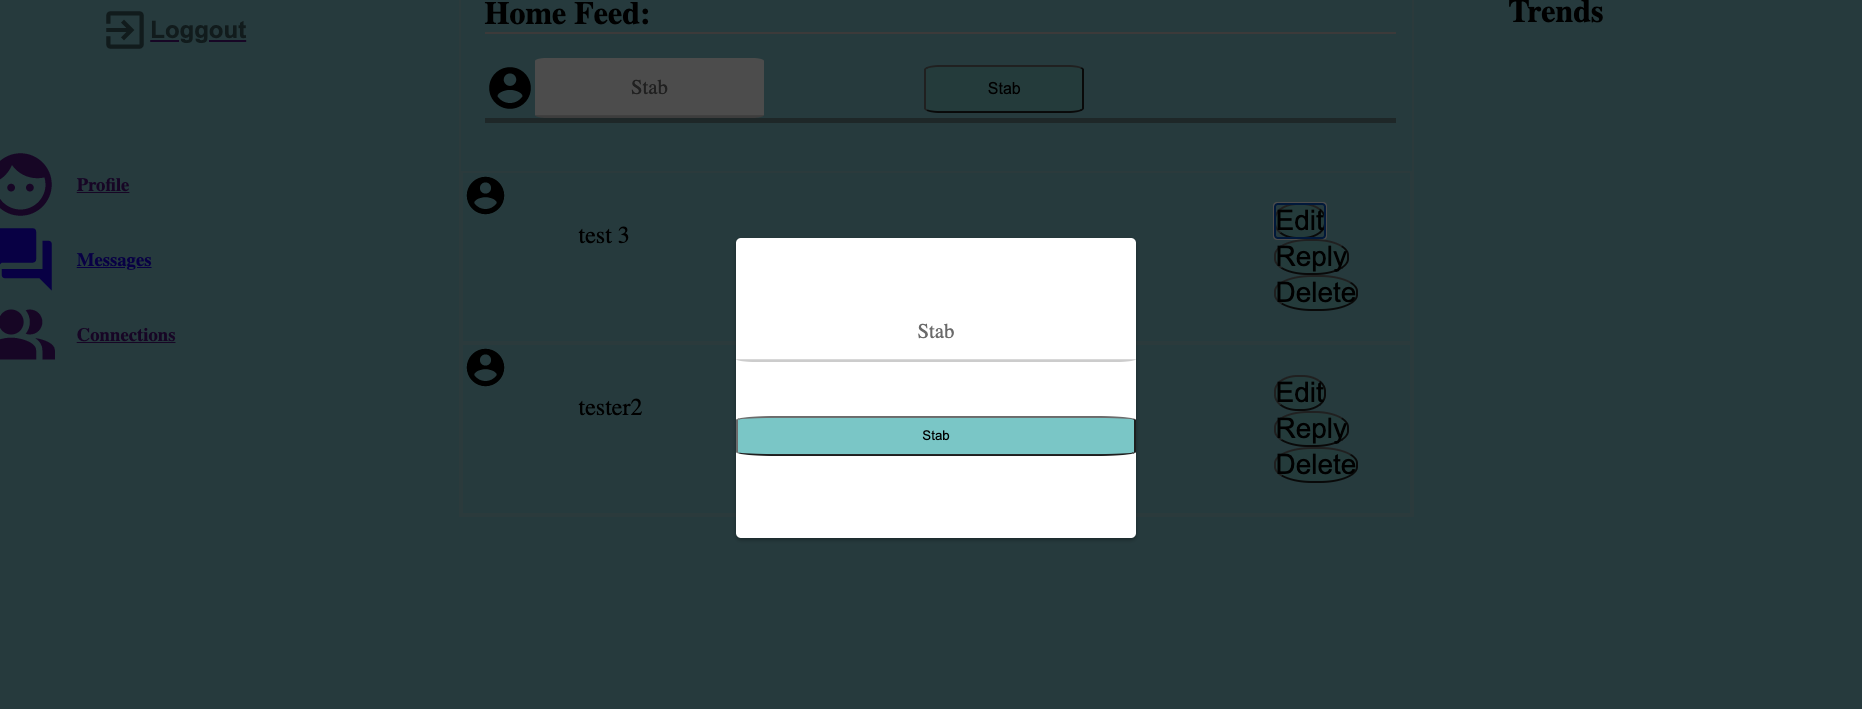 Loggout
Profile
Messages
Connections
Home Feed:
Stab
Stab
test 3
Edit
Reply
Delete
tester2
Edit
Reply
Delete
Stab
Stab
Trends